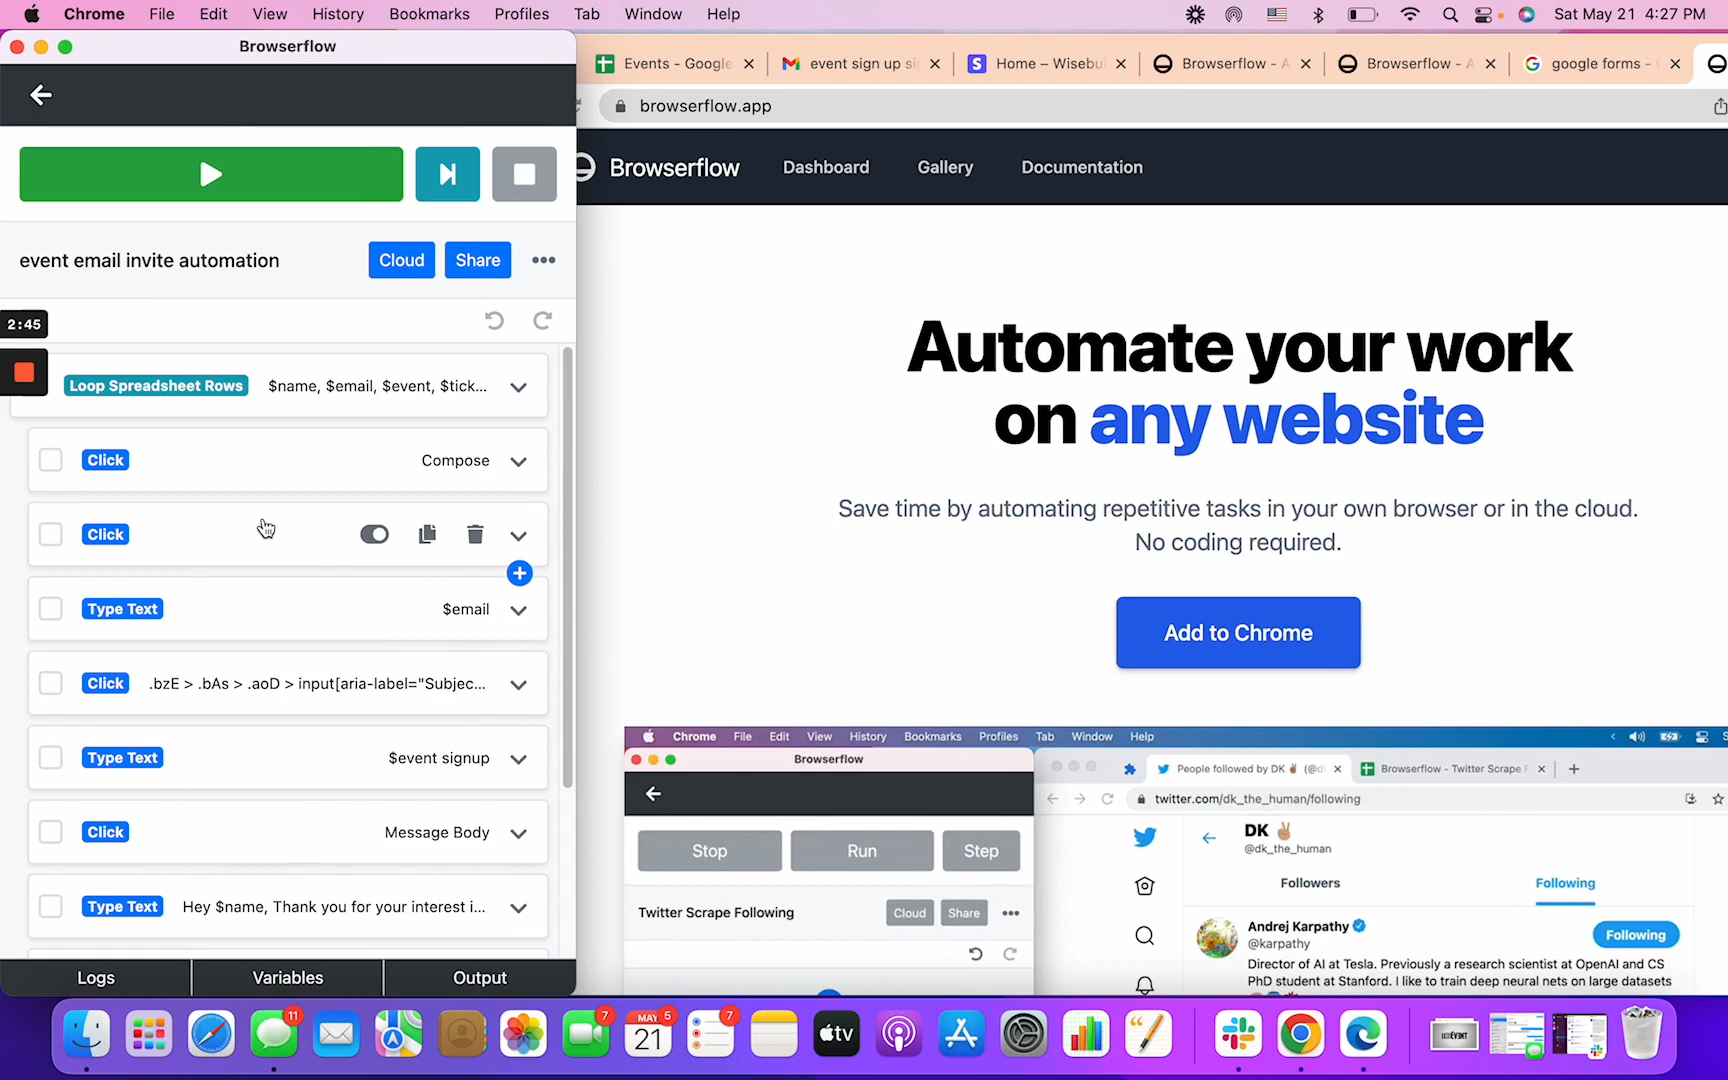 Chrome File Edit View History Bookmarks Profiles Tab Window Help Sat May 21 4:27 PM
Browserflow
Events - Google
event sign up si
Home – Wisebu
Browserflow - A
Browserflow - A
google forms -
browserflow.app
Browserflow Dashboard Gallery Documentation
event email invite automation Cloud Share
2:45
Loop Spreadsheet Rows $name, $email, $event, $tick...
Click Compose
Click
Type Text $email
Click .bzE > .bAs > .aoD > input[aria-label="Subjec...
Type Text $event signup
Click Message Body
Type Text Hey $name, Thank you for your interest i...
Logs Variables Output
Automate your work
on any website
Save time by automating repetitive tasks in your own browser or in the cloud.
No coding required.
Add to Chrome
Chrome File Edit View History Bookmarks Profiles Tab Window Help
Browserflow
People followed by DK (@d
Browserflow - Twitter Scrape F
twitter.com/dk_the_human/following
Stop Run Step
Twitter Scrape Following Cloud Share
DK
@dk_the_human
Followers Following
Andrej Karpathy
@karpathy
Following
Director of AI at Tesla. Previously a research scientist at OpenAI and CS
PhD student at Stanford. I like to train deep neural nets on large datasets
11
7
MAY 5
21
7
tv